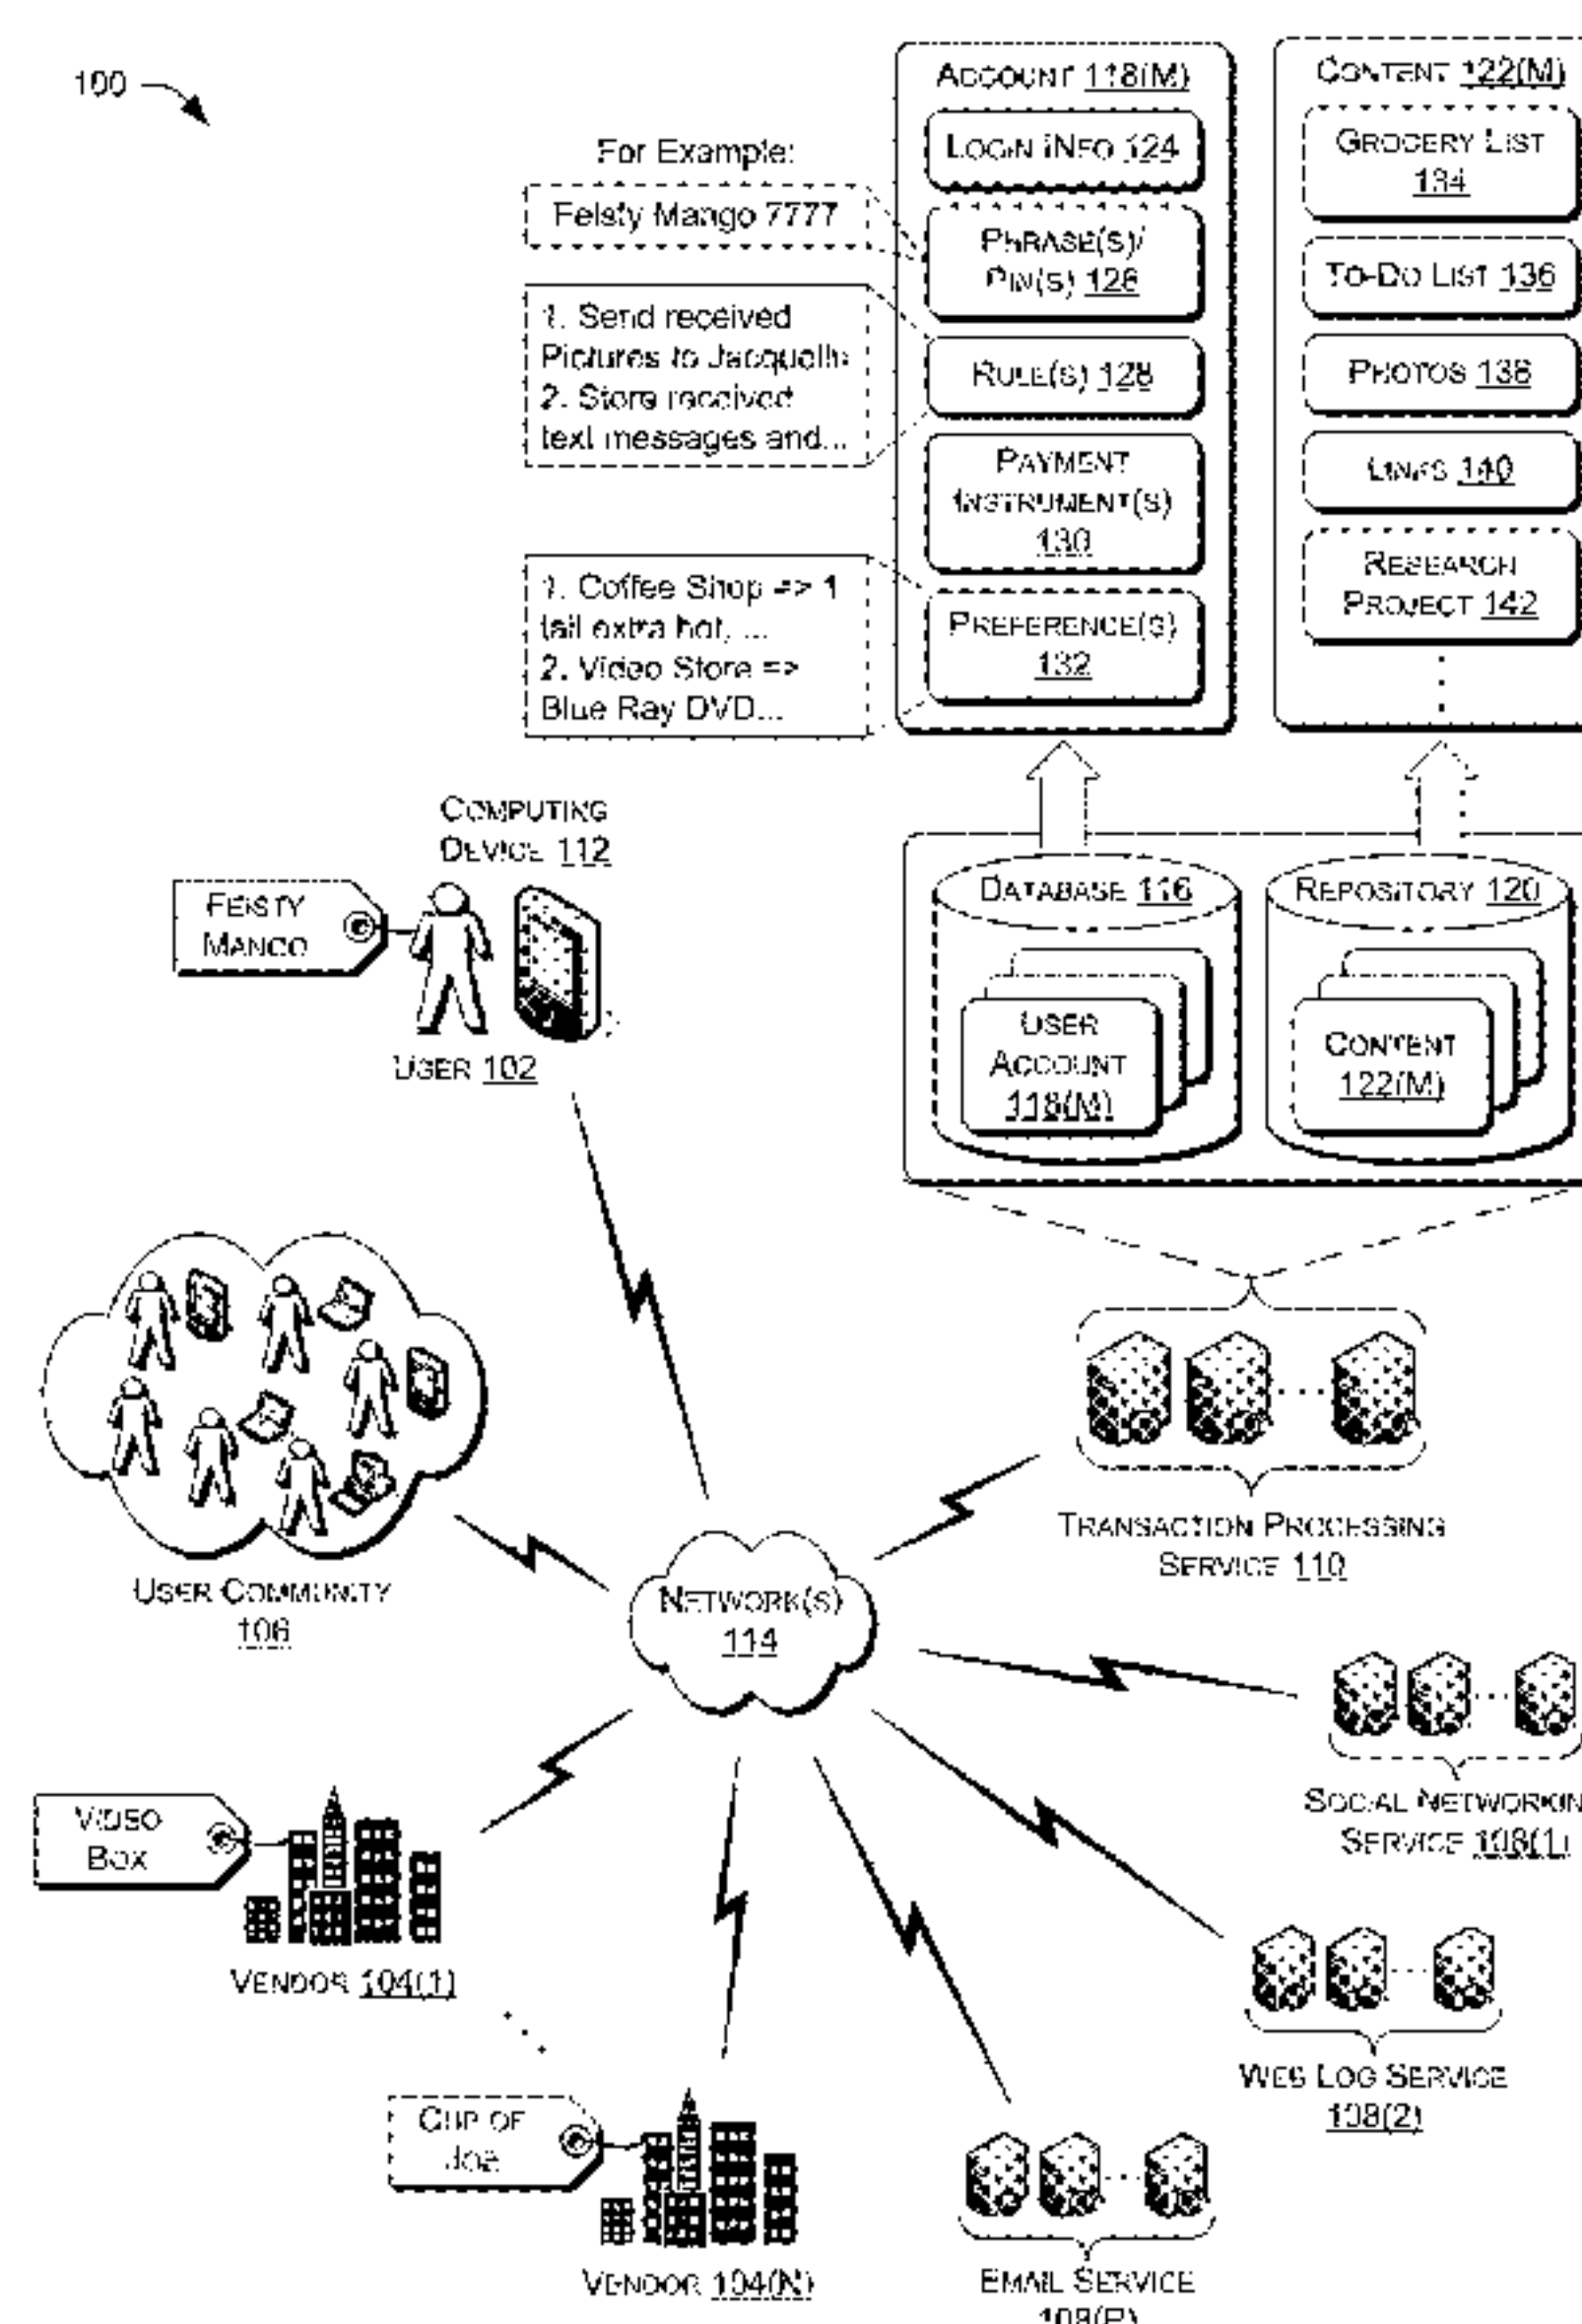 100
For Example:
Feisty Mango 7777
1. Send received
Pictures to Jacquelin
2. Store received
text messages and...
1. Coffee Shop => 1
tall extra hot, ...
2. Video Store =>
Blue Ray DVD...
ACCOUNT 118(M)
LOGIN INFO 124
PHRASE(S)/
PIN(S) 126
RULE(S) 128
PAYMENT
INSTRUMENT(S)
130
PREFERENCE(S)
132
CONTENT 122(M)
GROCERY LIST
134
TO-DO LIST 136
PHOTOS 138
LINKS 140
RESEARCH
PROJECT 142
COMPUTING
DEVICE 112
FEISTY
MANGO
USER 102
DATABASE 116
USER
ACCOUNT
118(M)
REPOSITORY 120
CONTENT
122(M)
TRANSACTION PROCESSING
SERVICE 110
USER COMMUNITY
106
NETWORK(S)
114
SOCIAL NETWORKIN
SERVICE 108(1)
VIDEO
BOX
VENDOR 104(1)
WEB LOG SERVICE
108(2)
CUP OF
JOE
VENDOR 104(N)
EMAIL SERVICE
108(P)